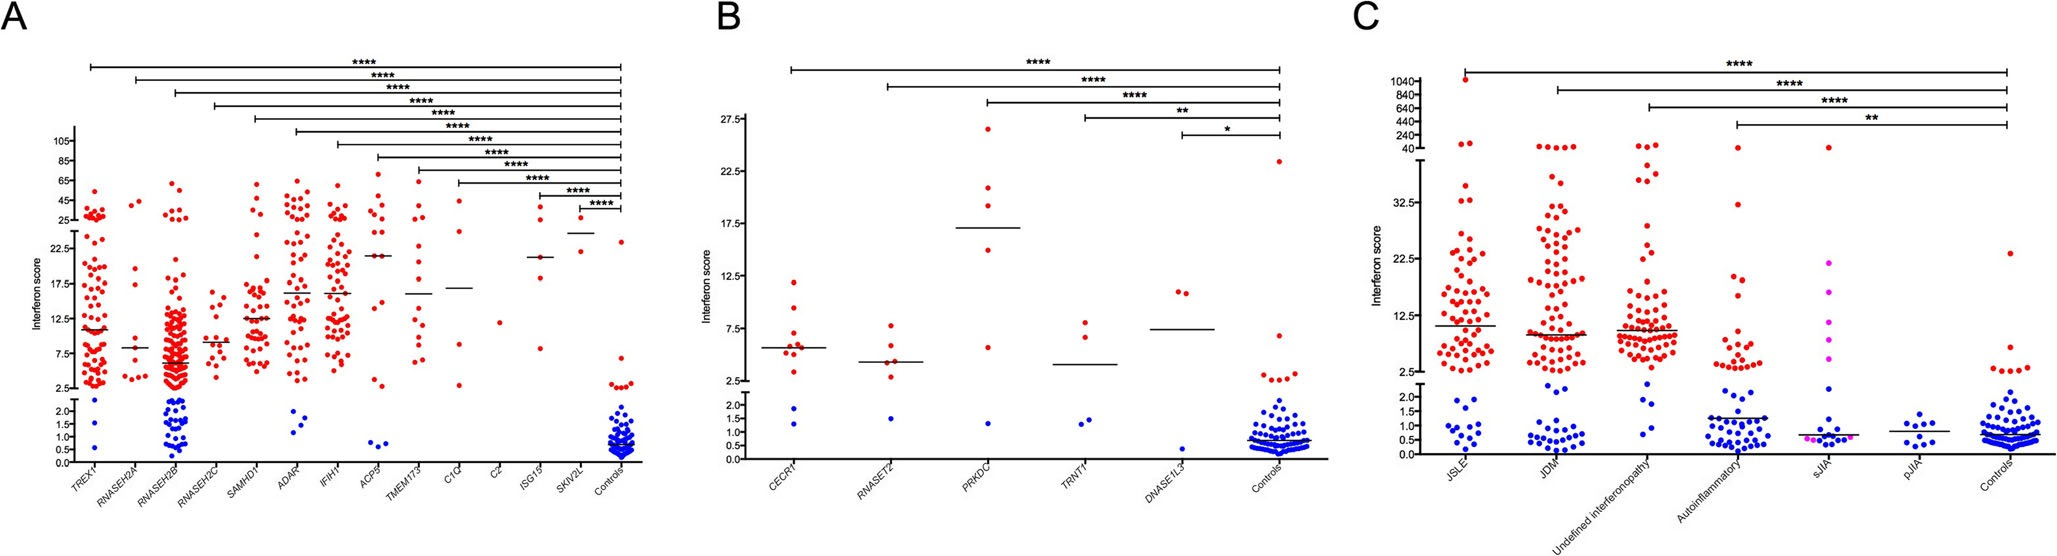 A
****
****
****
****
****
****
****
****
****
****
****
****
Interferon score
105
85
65
45
25
22.5
17.5
12.5
7.5
2.5
2.0
1.5
1.0
0.5
0.0
TREX1
RNASEH2A
RNASEH2B
RNASEH2C
SAMHD1
ADAR
IFIH1
ACP5
TMEM173
C1Q
C2
ISG15
SKIV2L
Controls
B
****
****
****
**
*
Interferon score
27.5
22.5
17.5
12.5
7.5
2.5
2.0
1.5
1.0
0.5
0.0
CECR1
RNASET2
PRKDC
TRNT1
DNASE1L3
Controls
C
****
****
****
**
Interferon score
1040
840
640
440
240
40
32.5
22.5
12.5
2.5
2.0
1.5
1.0
0.5
0.0
JSLE
JDM
Undefined interferonopathy
Autoinflammatory
sJIA
pJIA
Controls